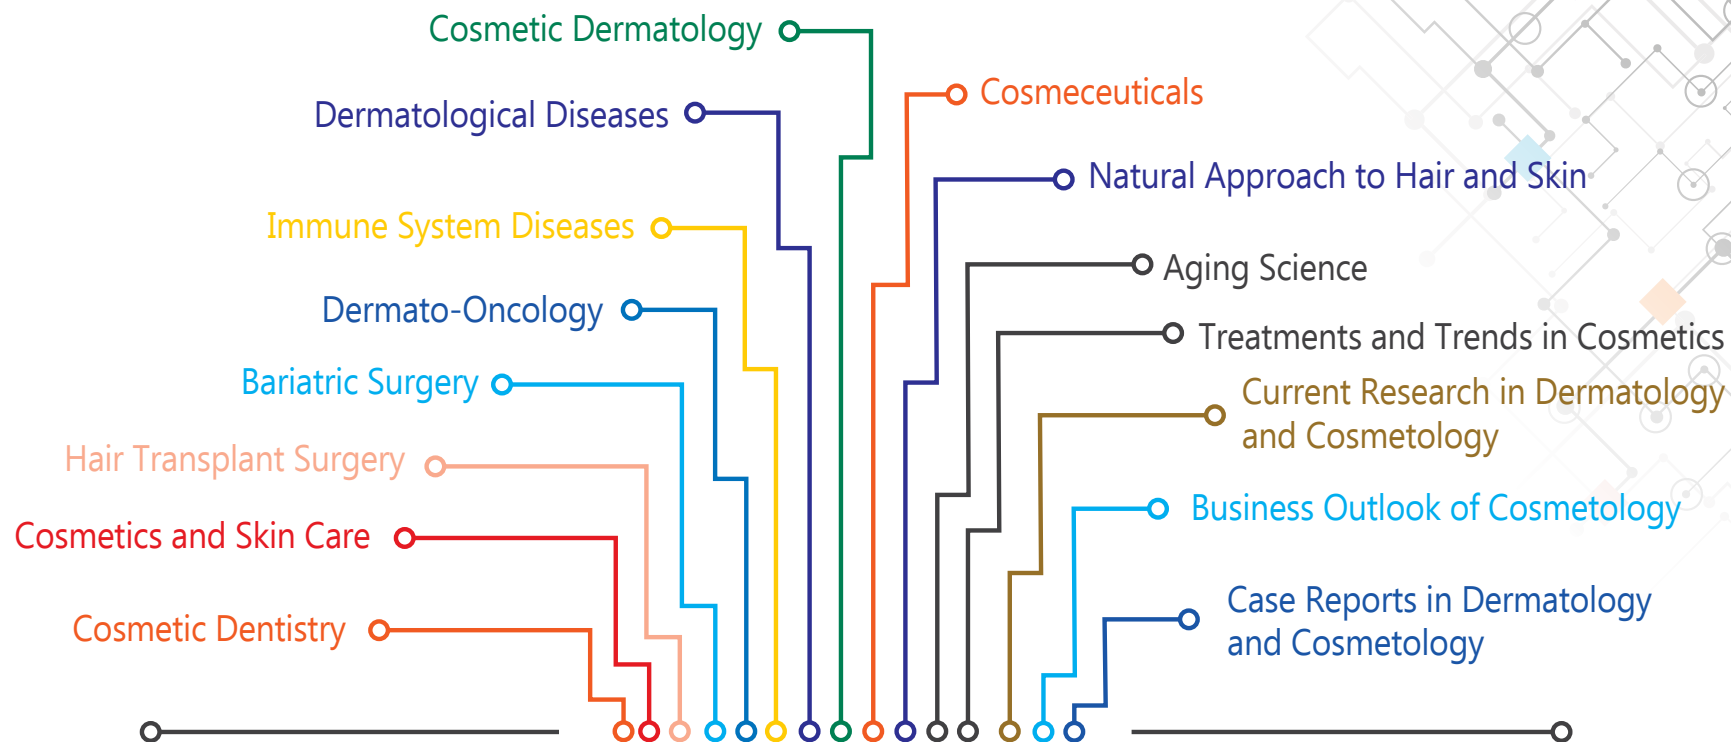 Cosmetic Dermatology
Dermatological Diseases
Immune System Diseases
Dermato-Oncology
Bariatric Surgery
Hair Transplant Surgery
Cosmetics and Skin Care
Cosmetic Dentistry
Cosmeceuticals
Natural Approach to Hair and Skin
Aging Science
Treatments and Trends in Cosmetics
Current Research in Dermatology
and Cosmetology
Business Outlook of Cosmetology
Case Reports in Dermatology
and Cosmetology